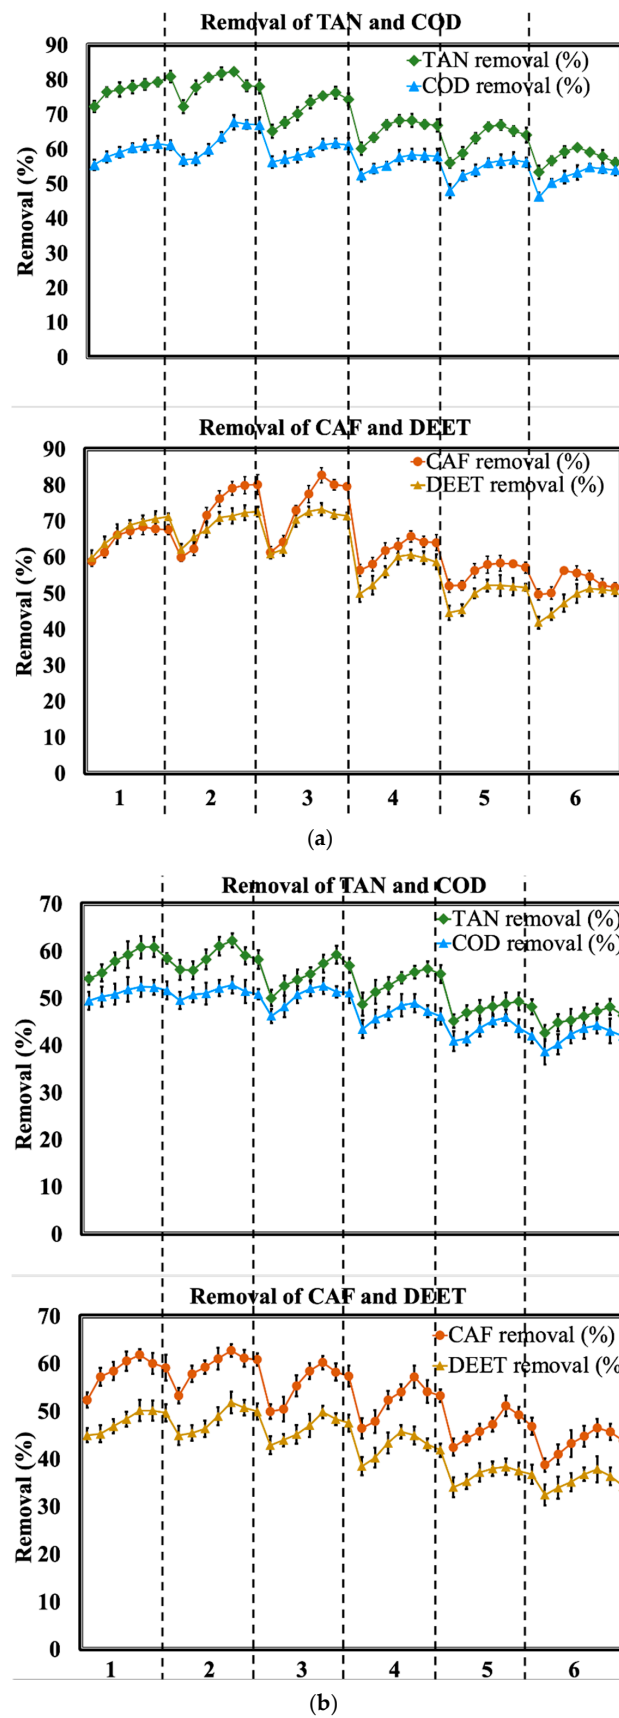 Removal of TAN and COD
TAN removal (%)
COD removal (%)
Removal (%)
90
80
70
60
50
40
30
20
10
0
Removal of CAF and DEET
CAF removal (%)
DEET removal (%)
Removal (%)
90
80
70
60
50
40
30
20
10
0
1 2 3 4 5 6
(a)
Removal of TAN and COD
TAN removal (%)
COD removal (%)
Removal (%)
70
60
50
40
30
20
10
0
Removal of CAF and DEET
CAF removal (%)
DEET removal (%
Removal (%)
70
60
50
40
30
20
10
0
1 2 3 4 5 6
(b)